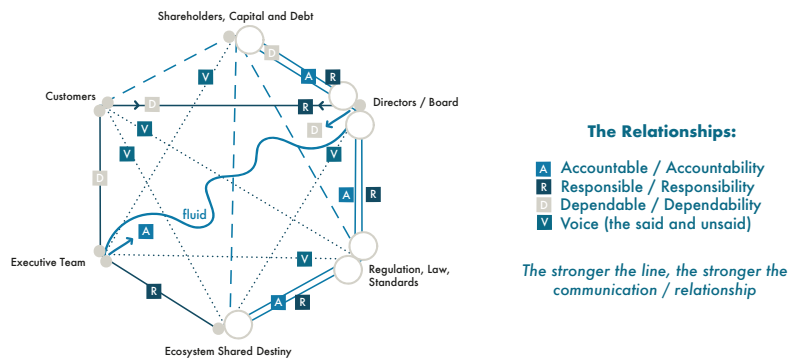 Shareholders, Capital and Debt
D
A R
V
Customers
D
R
Directors / Board
V
D
V
V
D
The Relationships:
A Accountable / Accountability
R Responsible / Responsibility
D Dependable / Dependability
V Voice (the said and unsaid)
A R
fluid
A
Executive Team
V
Regulation, Law,
Standards
The stronger the line, the stronger the
communication / relationship
R
A R
Ecosystem Shared Destiny